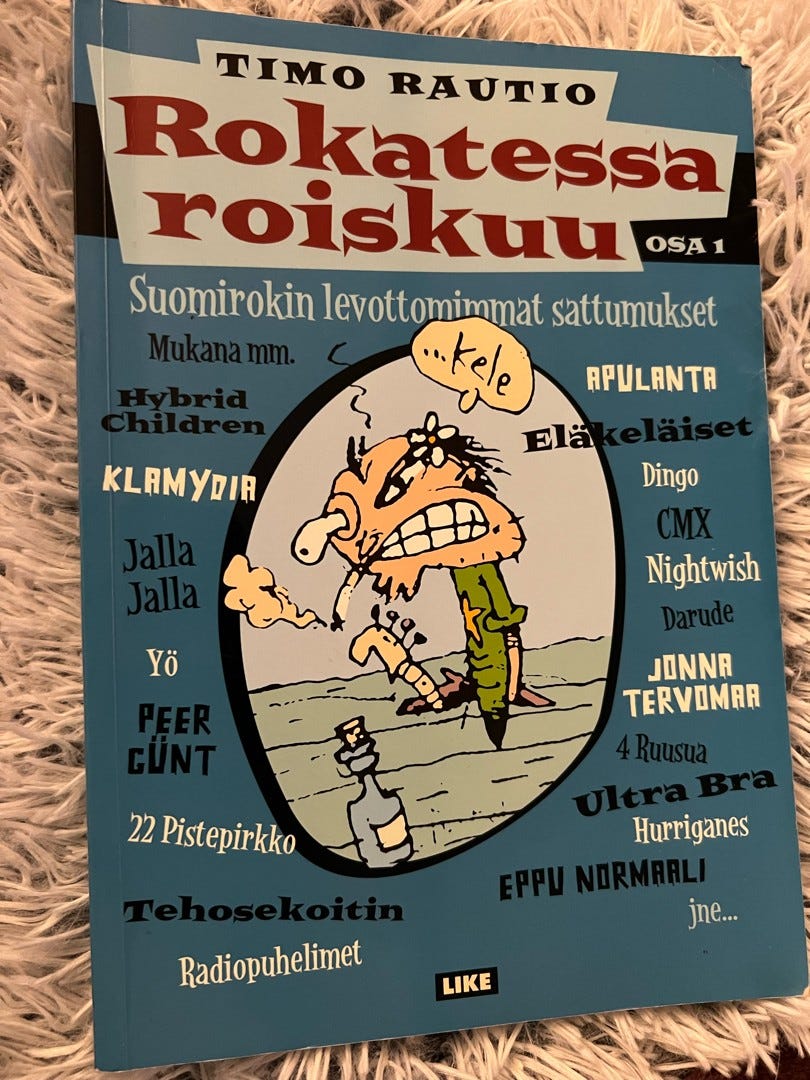 TIMO RAUTIO
Rokatessa
roiskuu
OSA 1
Suomirokin levottomimmat sattumukset
Mukana mm.
...kele
Hybrid
Children
KLAMYDIA
Jalla
Jalla
Yö
PEER
GÜNT
22 Pistepirkko
Tehosekoitin
Radiopuhelimet
APULANTA
Eläkeläiset
Dingo
CMX
Nightwish
Darude
JONNA
TERVOMAA
4 Ruusua
Ultra Bra
Hurriganes
EPPU NORMAALI
jne...
LIKE